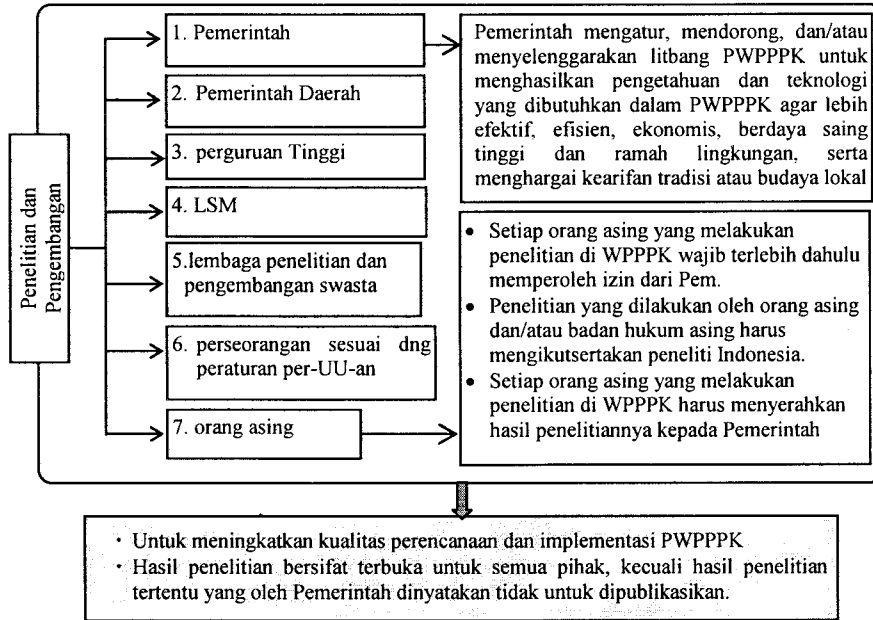 Penelitian dan
Pengembangan
1. Pemerintah
2. Pemerintah Daerah
3. perguruan Tinggi
4. LSM
5.lembaga penelitian dan
pengembangan swasta
6. perseorangan sesuai dng
peraturan per-UU-an
7. orang asing
Pemerintah mengatur, mendorong, dan/atau
menyelenggarakan litbang PWPPPK untuk
menghasilkan pengetahuan dan teknologi
yang dibutuhkan dalam PWPPPK agar lebih
efektif, efisien, ekonomis, berdaya saing
tinggi dan ramah lingkungan, serta
menghargai kearifan tradisi atau budaya lokal
• Setiap orang asing yang melakukan
penelitian di WPPPK wajib terlebih dahulu
memperoleh izin dari Pem.
• Penelitian yang dilakukan oleh orang asing
dan/atau badan hukum asing harus
mengikutsertakan peneliti Indonesia.
• Setiap orang asing yang melakukan
penelitian di WPPPK harus menyerahkan
hasil penelitiannya kepada Pemerintah
· Untuk meningkatkan kualitas perencanaan dan implementasi PWPPPK
· Hasil penelitian bersifat terbuka untuk semua pihak, kecuali hasil penelitian
tertentu yang oleh Pemerintah dinyatakan tidak untuk dipublikasikan.